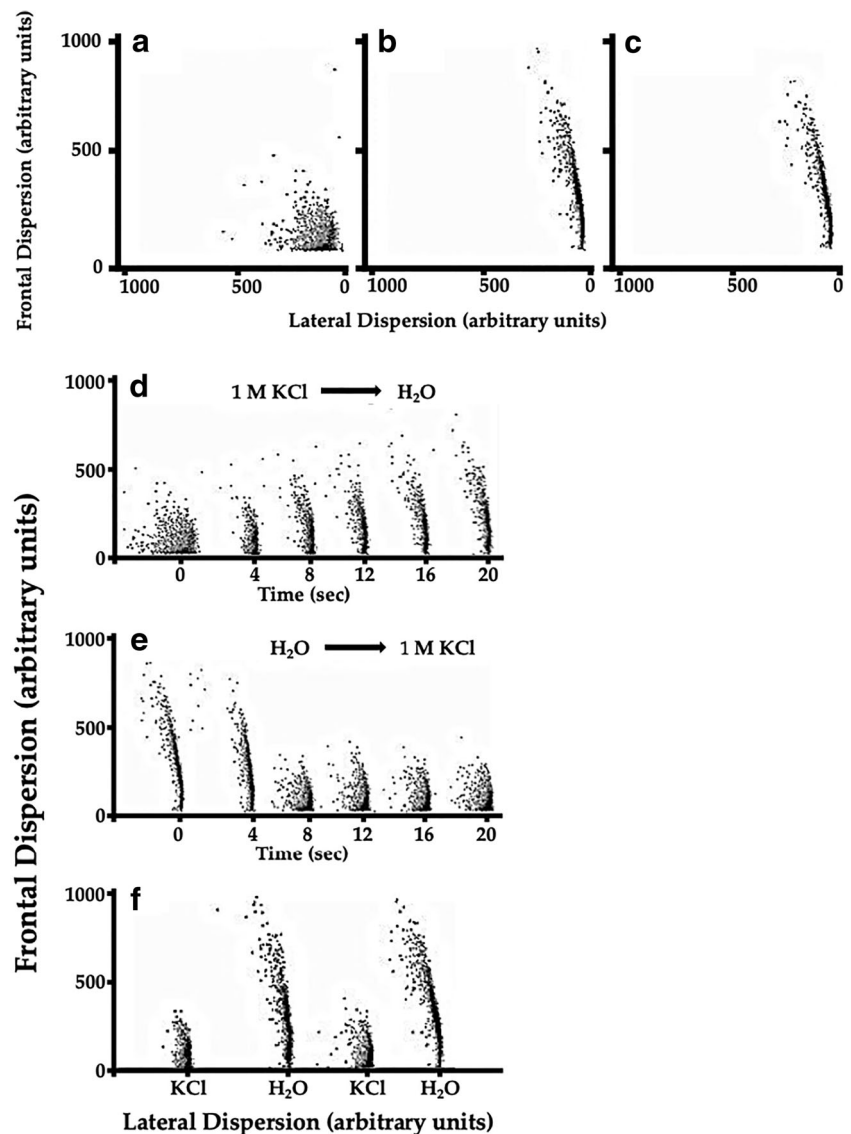 Frontal Dispersion (arbitrary units)
a
b
c
1000
500
0
1000 500 0
1000 500 0
1000 500 0
Lateral Dispersion (arbitrary units)
Frontal Dispersion (arbitrary units)
d
1 M KCl H₂O
1000
500
0
0 4 8 12 16 20
Time (sec)
e
H₂O 1 M KCl
1000
500
0
0 4 8 12 16 20
Time (sec)
f
1000
500
0
KCl H₂O KCl H₂O
Lateral Dispersion (arbitrary units)